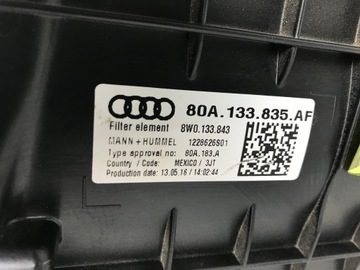 80A.133.835.AF
Filter element 8W0.133.843
MANN+HUMMEL 1228626S01
Type approval no: 80A.183.A
Country / Code: MEXICO / 3JT
Production date: 13.05.16 / 14:02:44